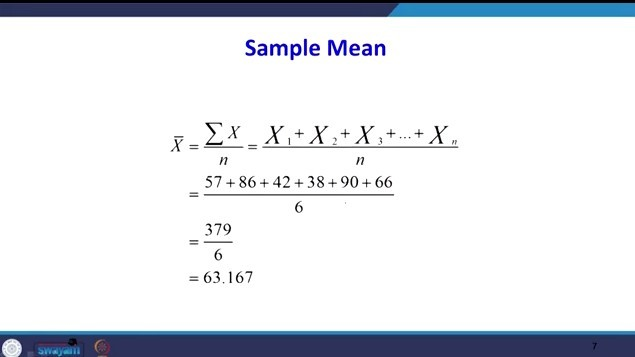 Sample Mean
X̄ = ∑ X / n = X₁ + X₂ + X₃ + ... + Xₙ / n
= 57 + 86 + 42 + 38 + 90 + 66 / 6
= 379 / 6
= 63.167
swayam
7